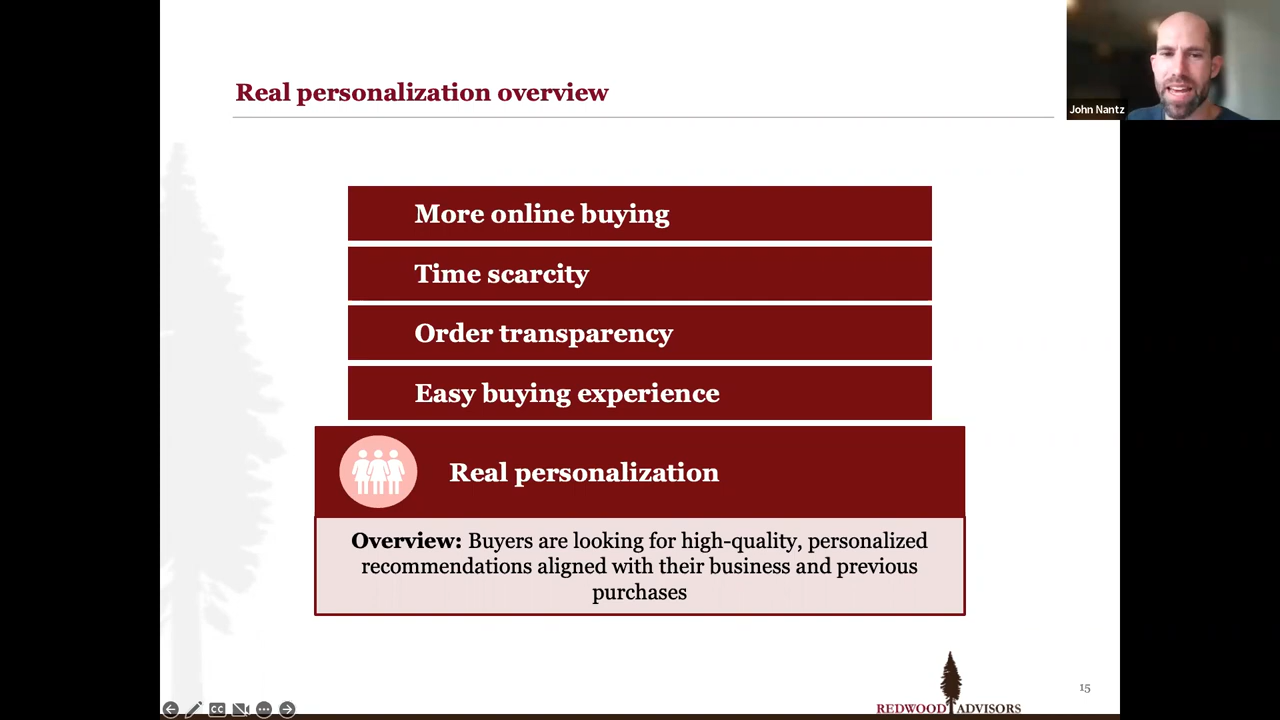 Real personalization overview
John Nantz
More online buying
Time scarcity
Order transparency
Easy buying experience
Real personalization
Overview: Buyers are looking for high-quality, personalized
recommendations aligned with their business and previous
purchases
CC
REDWOOD ADVISORS
15